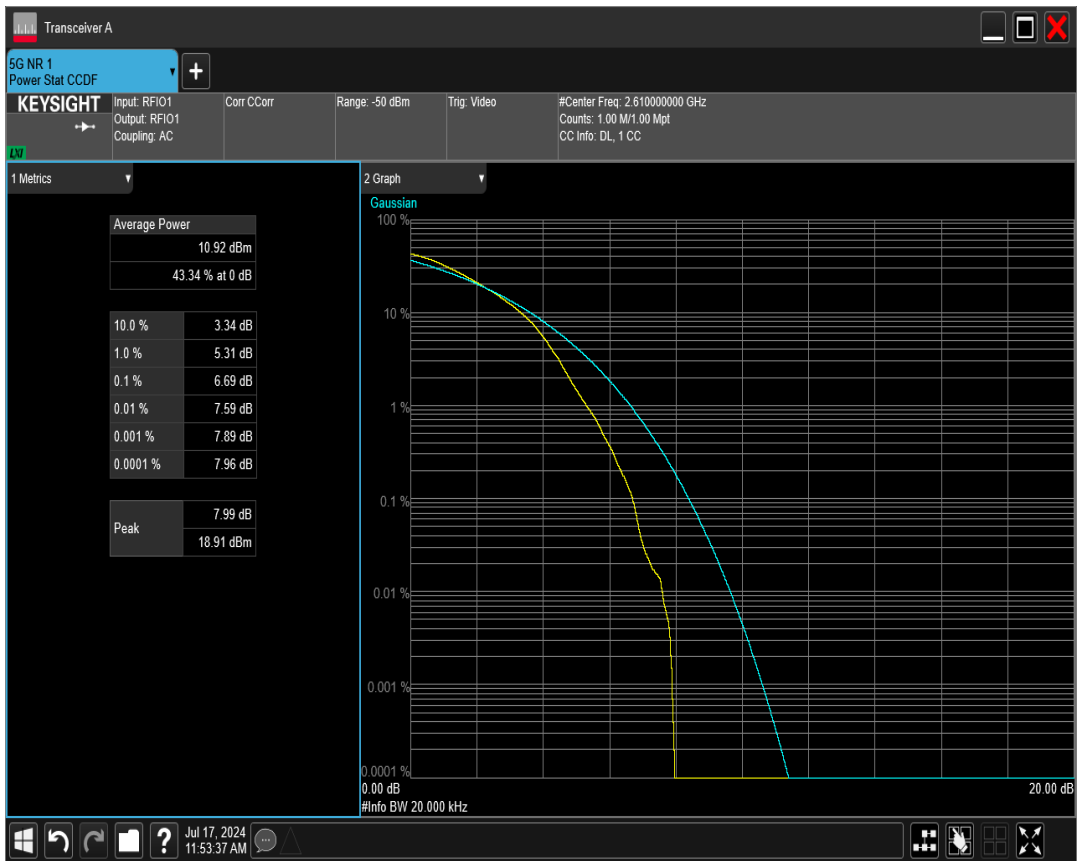 Transceiver A
5G NR 1
Power Stat CCDF
KEYSIGHT
LXI
Input: RFIO1
Output: RFIO1
Coupling: AC
Corr CCorr
Range: -50 dBm
Trig: Video
#Center Freq: 2.610000000 GHz
Counts: 1.00 M/1.00 Mpt
CC Info: DL, 1 CC
1 Metrics
Average Power
10.92 dBm
43.34 % at 0 dB
10.0 % 3.34 dB
1.0 % 5.31 dB
0.1 % 6.69 dB
0.01 % 7.59 dB
0.001 % 7.89 dB
0.0001 % 7.96 dB
Peak
7.99 dB
18.91 dBm
2 Graph
Gaussian
100 %
10 %
1 %
0.1 %
0.01 %
0.001 %
0.0001 %
0.00 dB 20.00 dB
#Info BW 20.000 kHz
?
Jul 17, 2024
11:53:37 AM